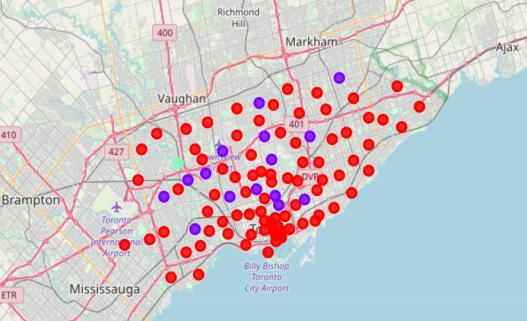 Richmond
Hill
400
Markham
Ajax
Vaughan
401
410
427
Brampton
DVP
Toronto
Pearson
International
Airport
To
Billy Bishop
Toronto
City Airport
Mississauga
ETR